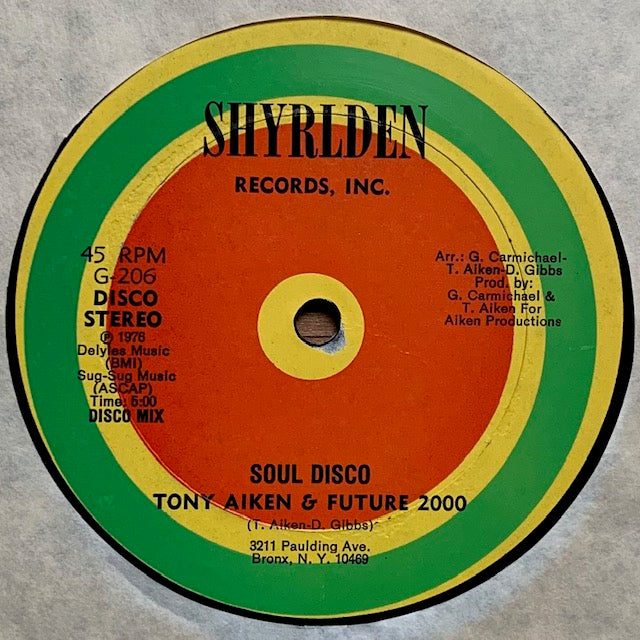 SHYRLDEN
RECORDS, INC.
45 RPM
G-206
DISCO
STEREO
℗ 1978
Delyles Music
(BMI)
Sug-Sug Music
(ASCAP)
Time: 5:00
DISCO MIX
Arr.: G. Carmichael-
T. Aiken-D. Gibbs
Prod. by:
G. Carmichael &
T. Aiken For
Aiken Productions
SOUL DISCO
TONY AIKEN & FUTURE 2000
(T. Aiken-D. Gibbs)
3211 Paulding Ave.
Bronx, N. Y. 10469